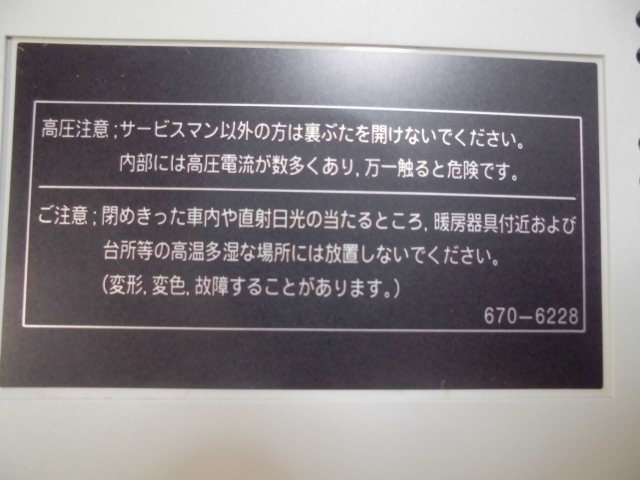 高圧注意;サービスマン以外の方は裏ぶたを開けないでください。
内部には高圧電流が数多くあり,万一触ると危険です。
ご注意;閉めきった車内や直射日光の当たるところ,暖房器具付近および
台所等の高温多湿な場所には放置しないでください。
(変形,変色,故障することがあります。)
670-6228